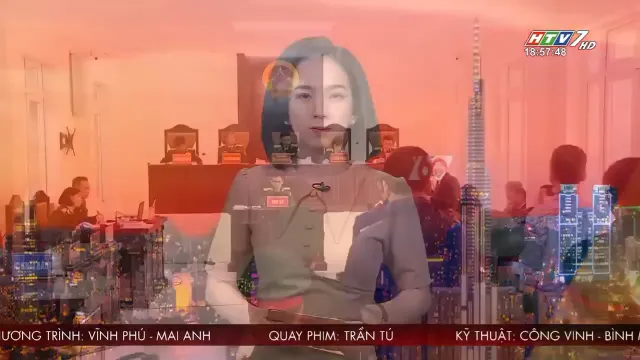 HTV7 HD
18:57:48
ƯƠNG TRÌNH: VĨNH PHÚ - MAI ANH QUAY PHIM: TRẦN TÚ KỸ THUẬT: CÔNG VINH - BÌNH